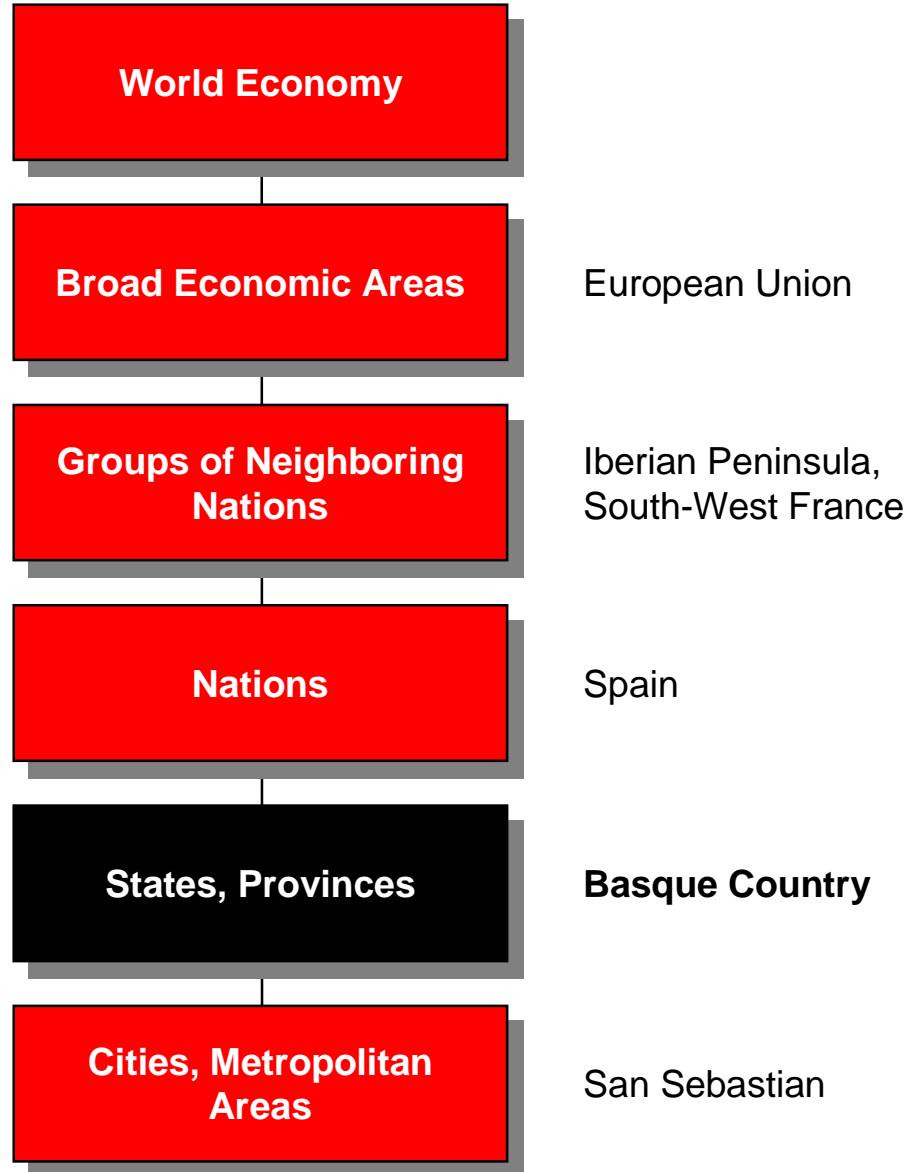 World Economy
Broad Economic Areas
European Union
Groups of Neighboring
Nations
Iberian Peninsula,
South-West France
Nations
Spain
States, Provinces
Basque Country
Cities, Metropolitan
Areas
San Sebastian